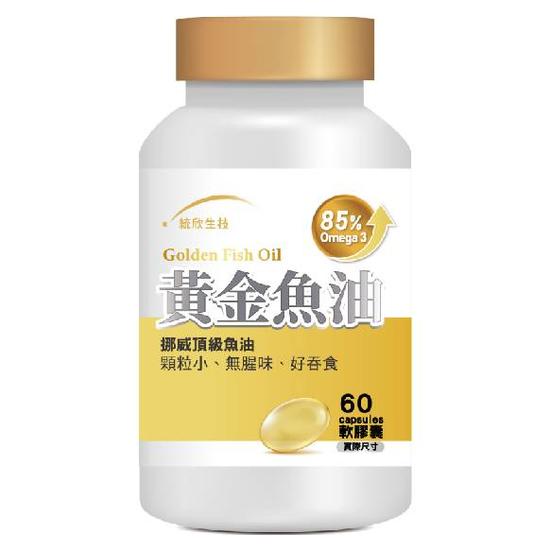 統欣生技
85%
Omega 3
Golden Fish Oil
黃金魚油
挪威頂級魚油
顆粒小、無腥味、好吞食
60
capsules
軟膠囊
實際尺寸